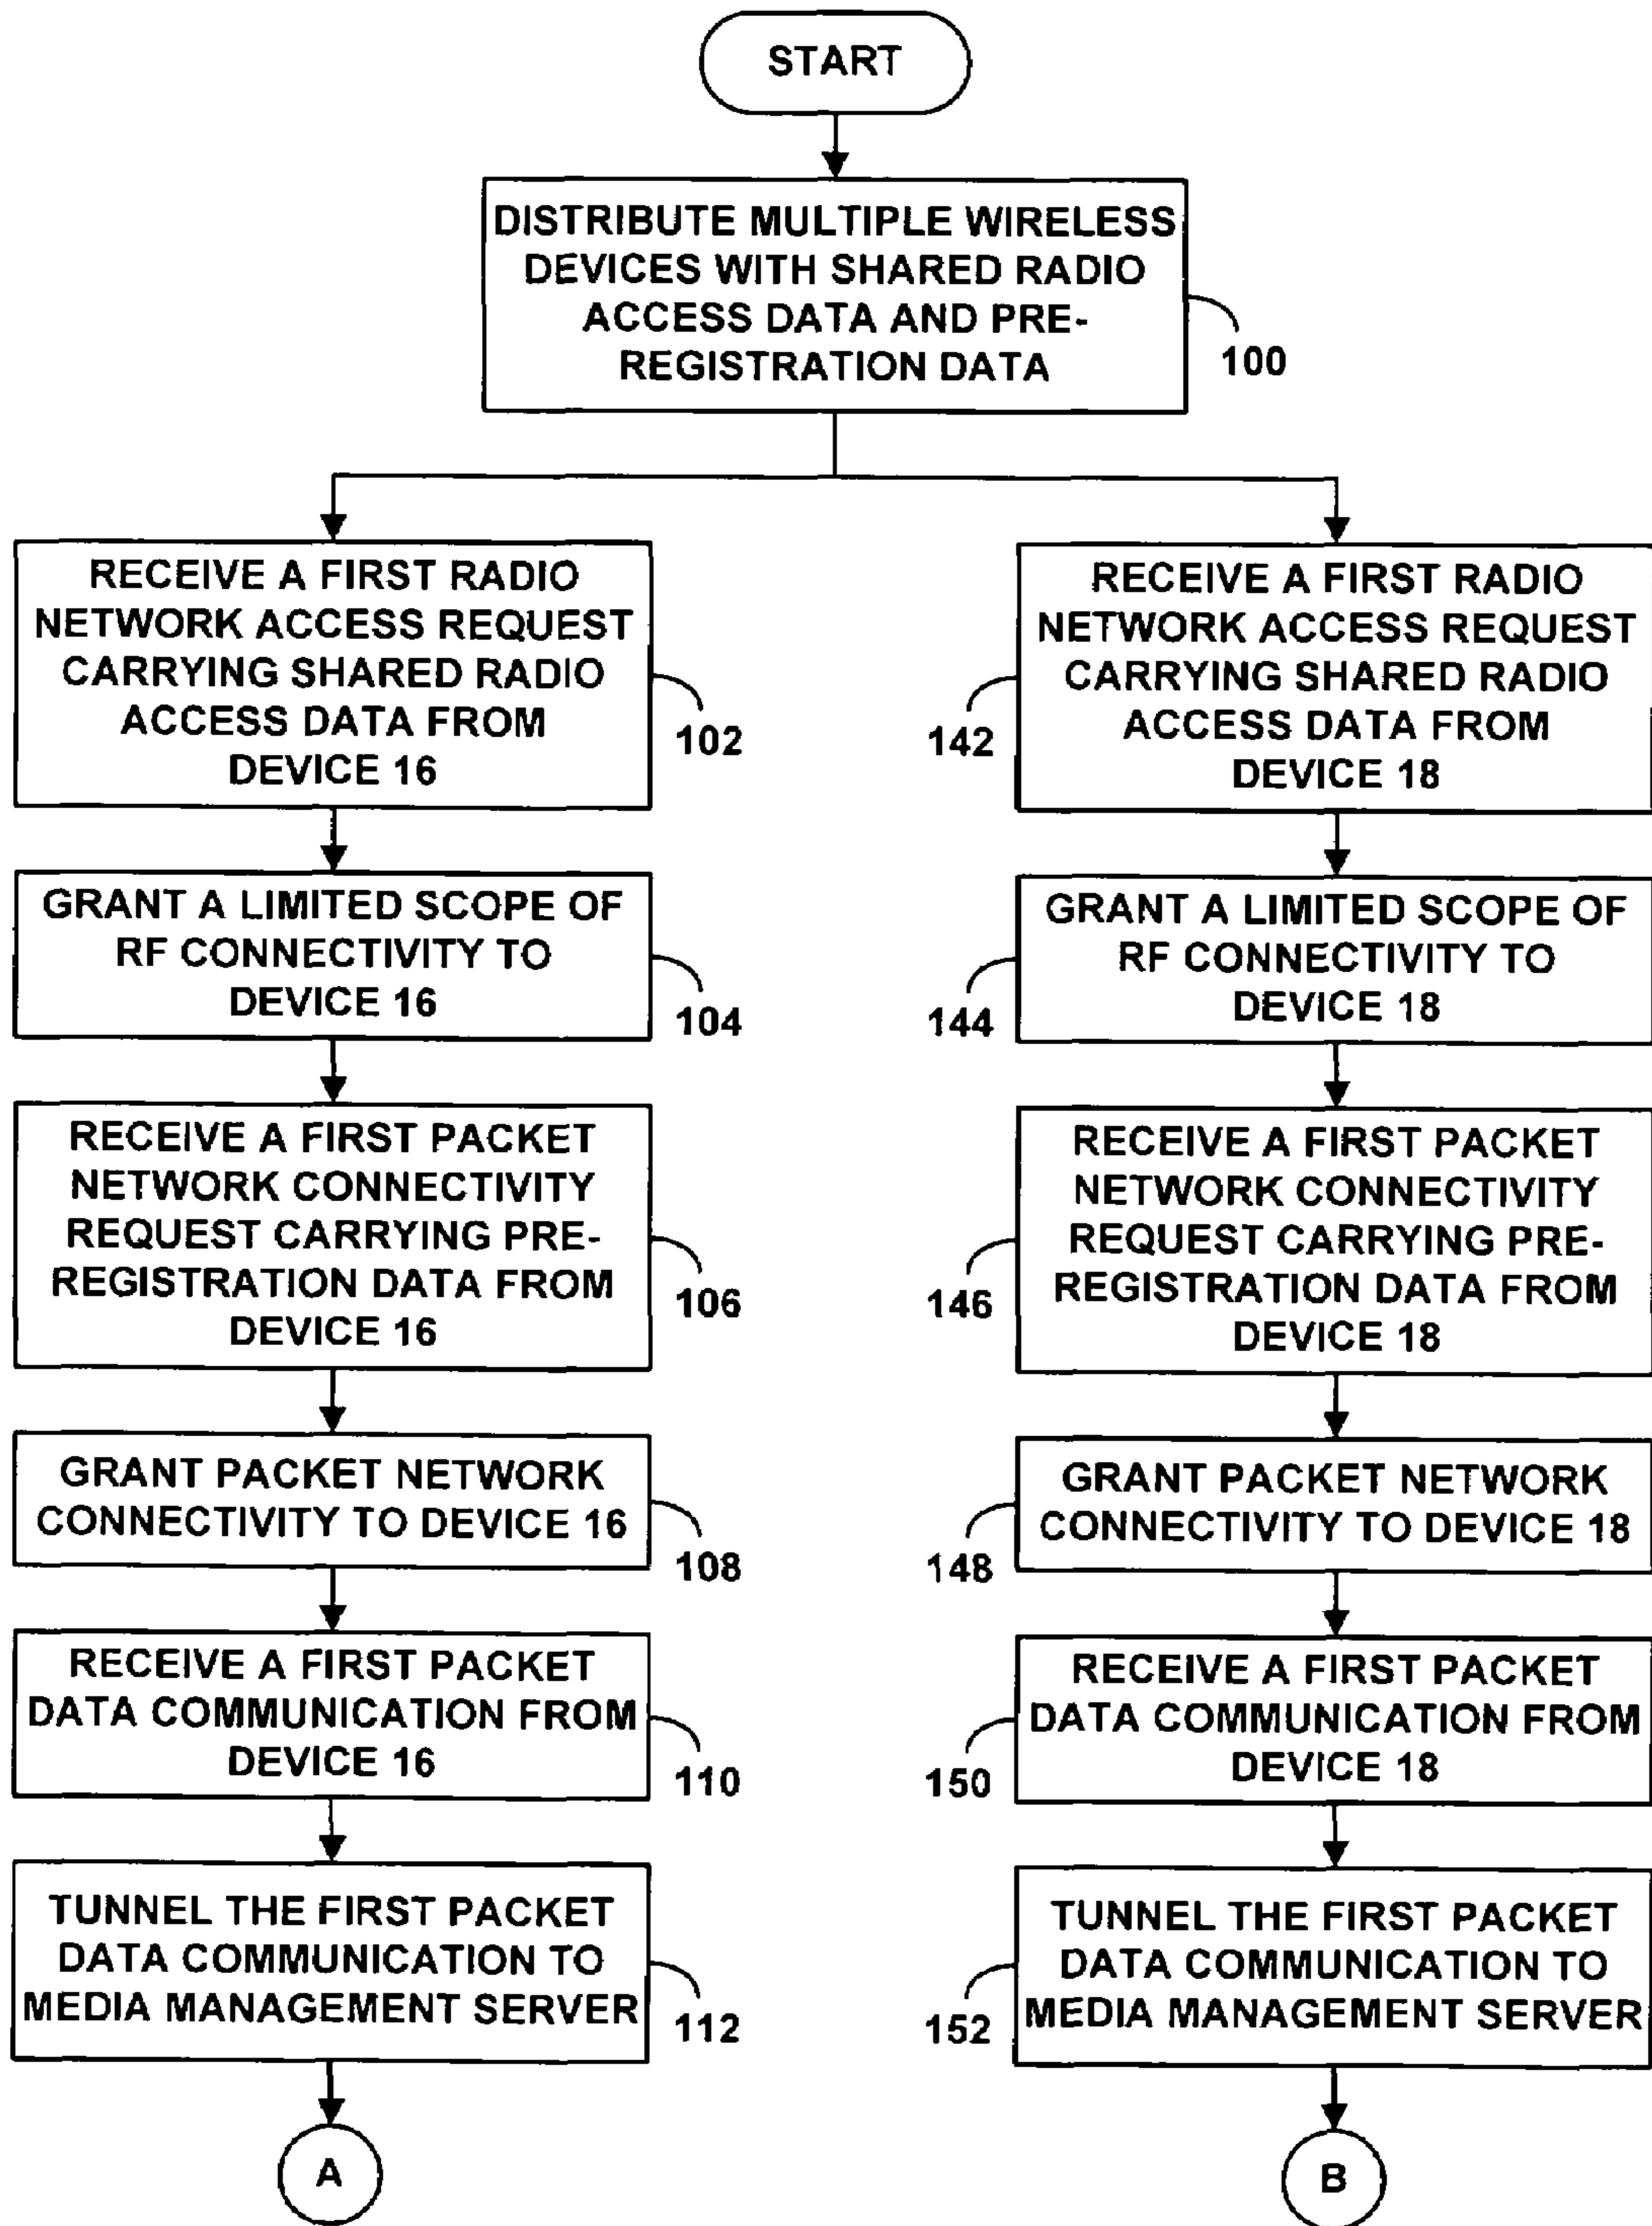 START
DISTRIBUTE MULTIPLE WIRELESS
DEVICES WITH SHARED RADIO
ACCESS DATA AND PRE-
REGISTRATION DATA
100
RECEIVE A FIRST RADIO
NETWORK ACCESS REQUEST
CARRYING SHARED RADIO
ACCESS DATA FROM
DEVICE 16
102
GRANT A LIMITED SCOPE OF
RF CONNECTIVITY TO
DEVICE 16
104
RECEIVE A FIRST PACKET
NETWORK CONNECTIVITY
REQUEST CARRYING PRE-
REGISTRATION DATA FROM
DEVICE 16
106
GRANT PACKET NETWORK
CONNECTIVITY TO DEVICE 16
108
RECEIVE A FIRST PACKET
DATA COMMUNICATION FROM
DEVICE 16
110
TUNNEL THE FIRST PACKET
DATA COMMUNICATION TO
MEDIA MANAGEMENT SERVER
112
A
RECEIVE A FIRST RADIO
NETWORK ACCESS REQUEST
CARRYING SHARED RADIO
ACCESS DATA FROM
DEVICE 18
142
GRANT A LIMITED SCOPE OF
RF CONNECTIVITY TO
DEVICE 18
144
RECEIVE A FIRST PACKET
NETWORK CONNECTIVITY
REQUEST CARRYING PRE-
REGISTRATION DATA FROM
DEVICE 18
146
GRANT PACKET NETWORK
CONNECTIVITY TO DEVICE 18
148
RECEIVE A FIRST PACKET
DATA COMMUNICATION FROM
DEVICE 18
150
TUNNEL THE FIRST PACKET
DATA COMMUNICATION TO
MEDIA MANAGEMENT SERVER
152
B